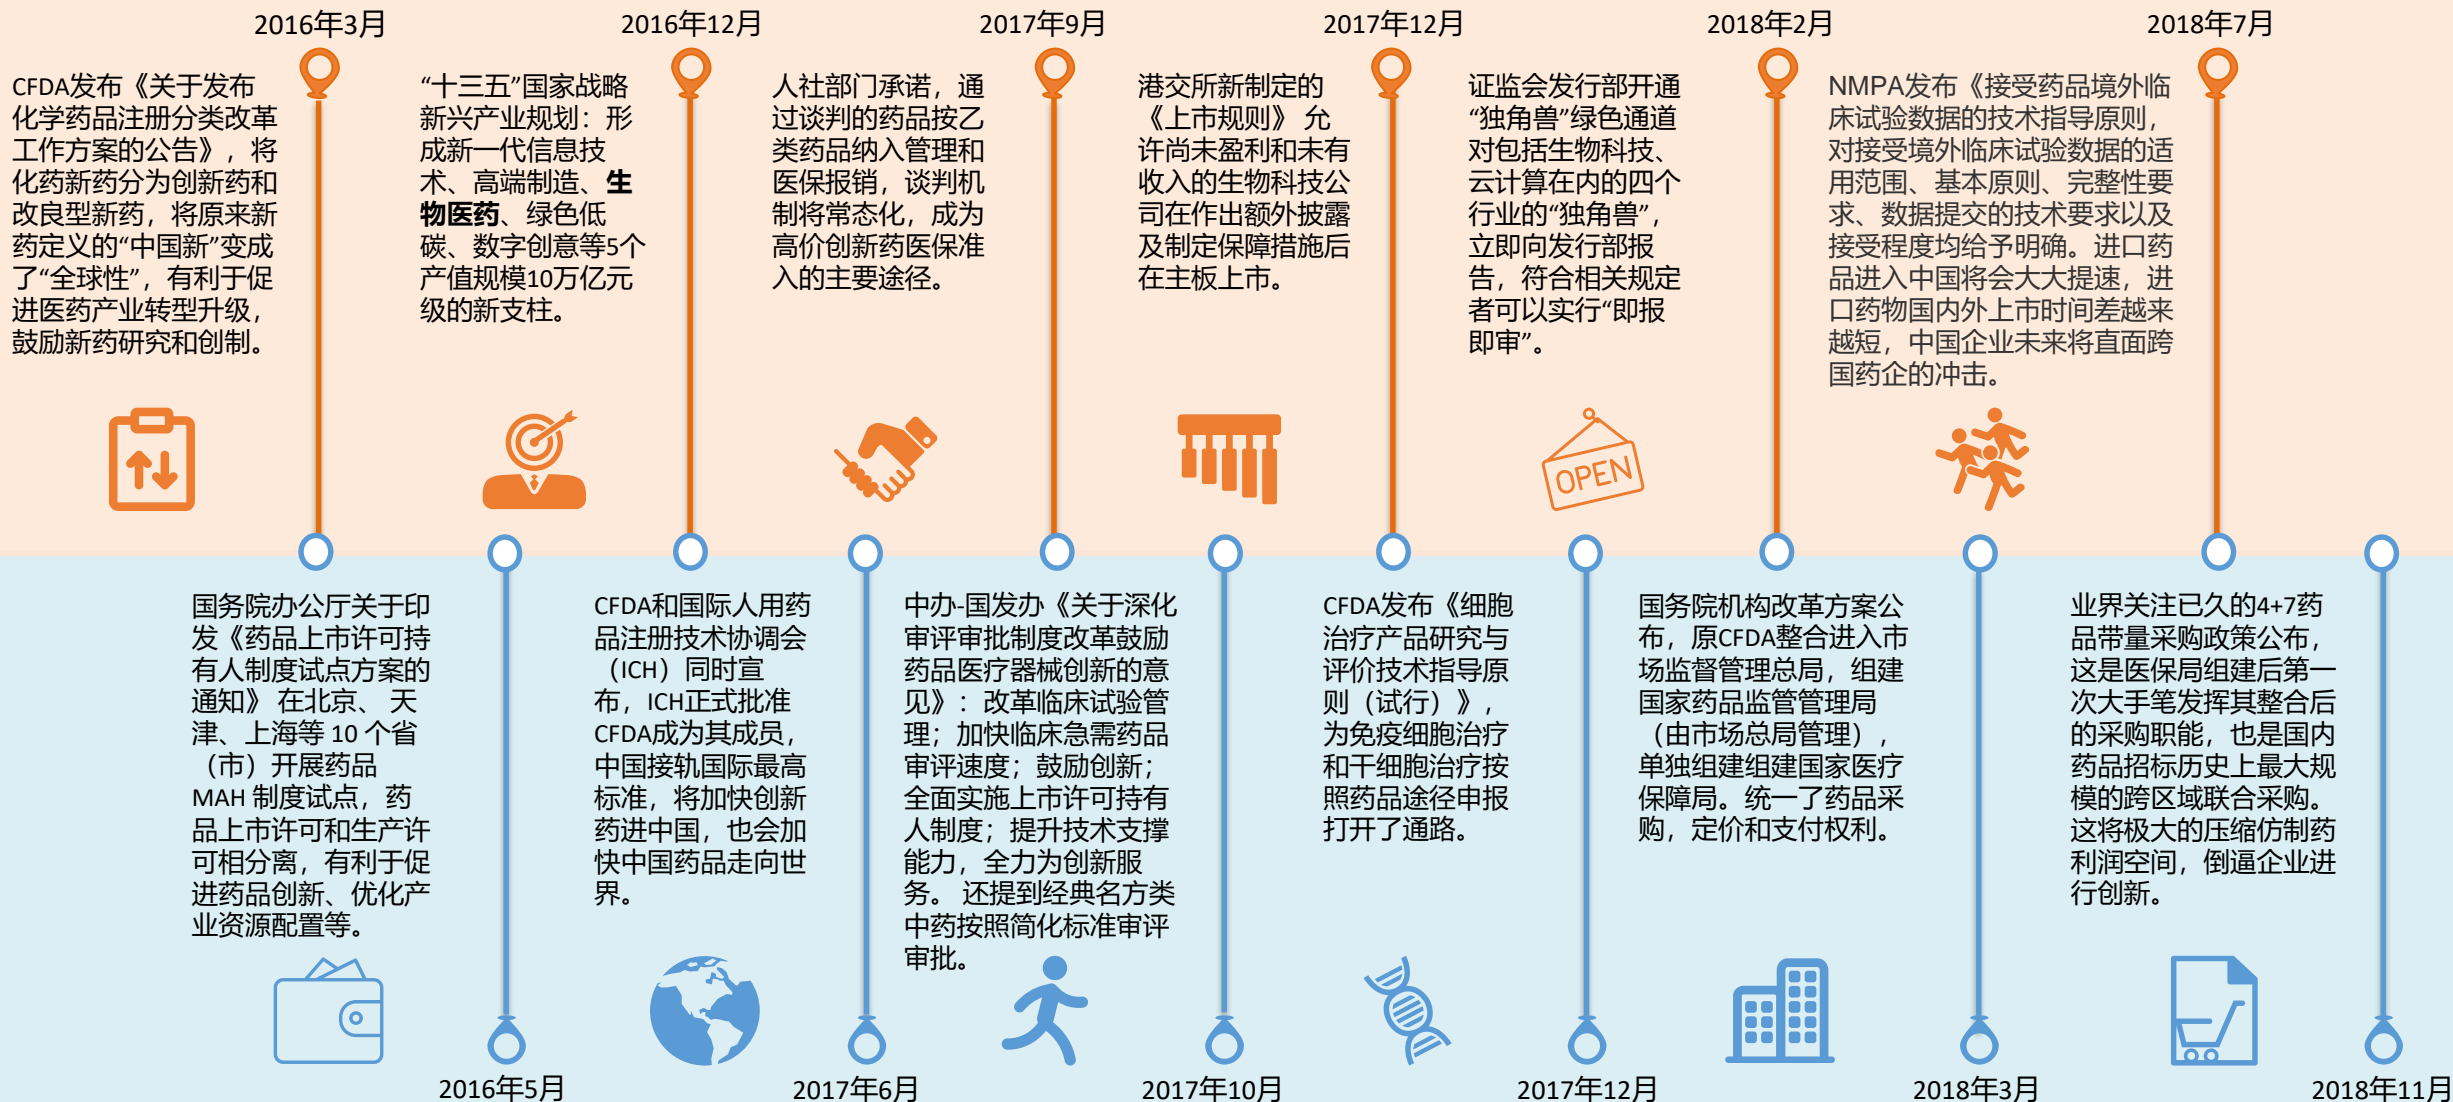 2016年3月
2016年12月
2017年9月
2017年12月
2018年2月
2018年7月
CFDA发布《关于发布
化学药品注册分类改革
工作方案的公告》，将
化药新药分为创新药和
改良型新药，将原来新
药定义的“中国新”变成
了“全球性”，有利于促
进医药产业转型升级，
鼓励新药研究和创制。
“十三五”国家战略
新兴产业规划：形
成新一代信息技
术、高端制造、生
物医药、绿色低
碳、数字创意等5个
产值规模10万亿元
级的新支柱。
人社部门承诺，通
过谈判的药品按乙
类药品纳入管理和
医保报销，谈判机
制将常态化，成为
高价创新药医保准
入的主要途径。
港交所新制定的
《上市规则》 允
许尚未盈利和未有
收入的生物科技公
司在作出额外披露
及制定保障措施后
在主板上市。
证监会发行部开通
“独角兽”绿色通道
对包括生物科技、
云计算在内的四个
行业的“独角兽”，
立即向发行部报
告，符合相关规定
者可以实行“即报
即审”。
NMPA发布《接受药品境外临
床试验数据的技术指导原则，
对接受境外临床试验数据的适
用范围、基本原则、完整性要
求、数据提交的技术要求以及
接受程度均给予明确。进口药
品进入中国将会大大提速，进
口药物国内外上市时间差越来
越短，中国企业未来将直面跨
国药企的冲击。
OPEN
国务院办公厅关于印
发《药品上市许可持
有人制度试点方案的
通知》 在北京、 天
津、上海等 10 个省
（市）开展药品
MAH 制度试点，药
品上市许可和生产许
可相分离，有利于促
进药品创新、优化产
业资源配置等。
CFDA和国际人用药
品注册技术协调会
（ICH）同时宣
布，ICH正式批准
CFDA成为其成员，
中国接轨国际最高
标准，将加快创新
药进中国，也会加
快中国药品走向世
界。
中办-国发办《关于深化
审评审批制度改革鼓励
药品医疗器械创新的意
见》：改革临床试验管
理；加快临床急需药品
审评速度；鼓励创新；
全面实施上市许可持有
人制度；提升技术支撑
能力，全力为创新服
务。 还提到经典名方类
中药按照简化标准审评
审批。
CFDA发布《细胞
治疗产品研究与
评价技术指导原
则（试行）》，
为免疫细胞治疗
和干细胞治疗按
照药品途径申报
打开了通路。
国务院机构改革方案公
布，原CFDA整合进入市
场监督管理总局，组建
国家药品监管管理局
（由市场总局管理），
单独组建组建国家医疗
保障局。统一了药品采
购，定价和支付权利。
业界关注已久的4+7药
品带量采购政策公布，
这是医保局组建后第一
次大手笔发挥其整合后
的采购职能，也是国内
药品招标历史上最大规
模的跨区域联合采购。
这将极大的压缩仿制药
利润空间，倒逼企业进
行创新。
2016年5月
2017年6月
2017年10月
2017年12月
2018年3月
2018年11月